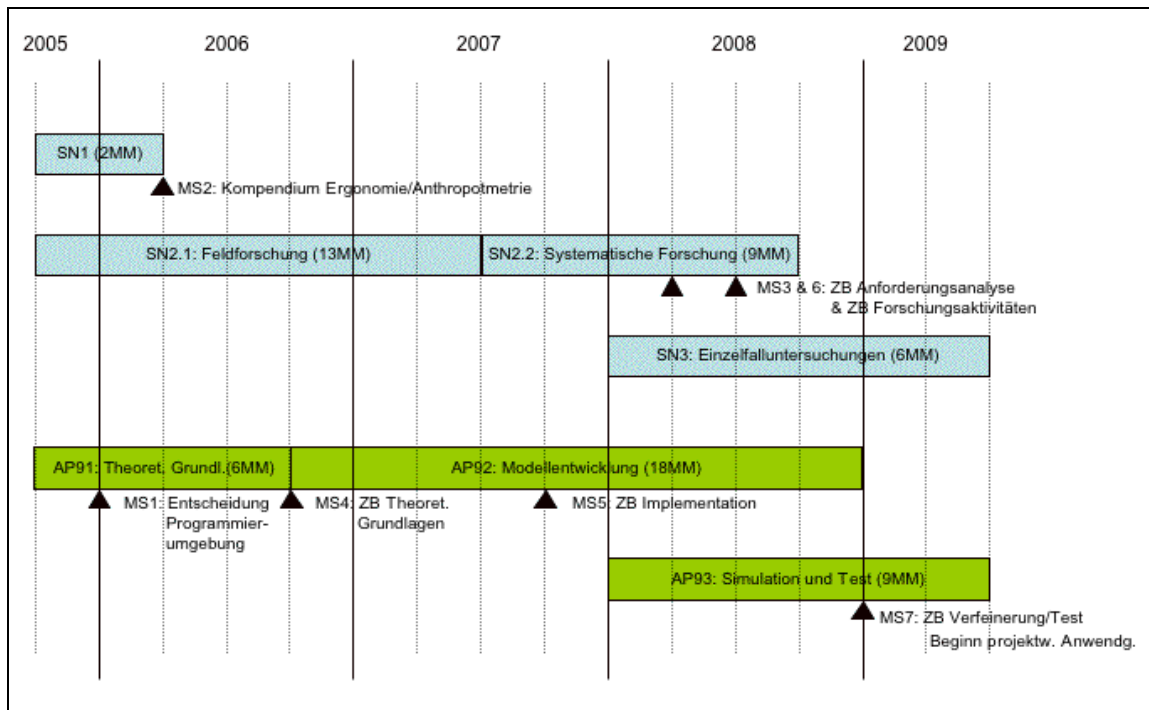 2005 2006 2007 2008 2009
SN1 (2MM)
MS2: Kompendium Ergonomie/Anthropotmetrie
SN2.1: Feldforschung (13MM) SN2.2: Systematische Forschung (9MM)
MS3 & 6: ZB Anforderungsanalyse
& ZB Forschungsaktivitäten
SN3: Einzelfalluntersuchungen (6MM)
AP91: Theoret. Grundl.(6MM) AP92: Modellentwicklung (18MM)
MS1: Entscheidung
Programmier-
umgebung
MS4: ZB Theoret.
Grundlagen
MS5: ZB Implementation
AP93: Simulation und Test (9MM)
MS7: ZB Verfeinerung/Test
Beginn projektw. Anwendg.